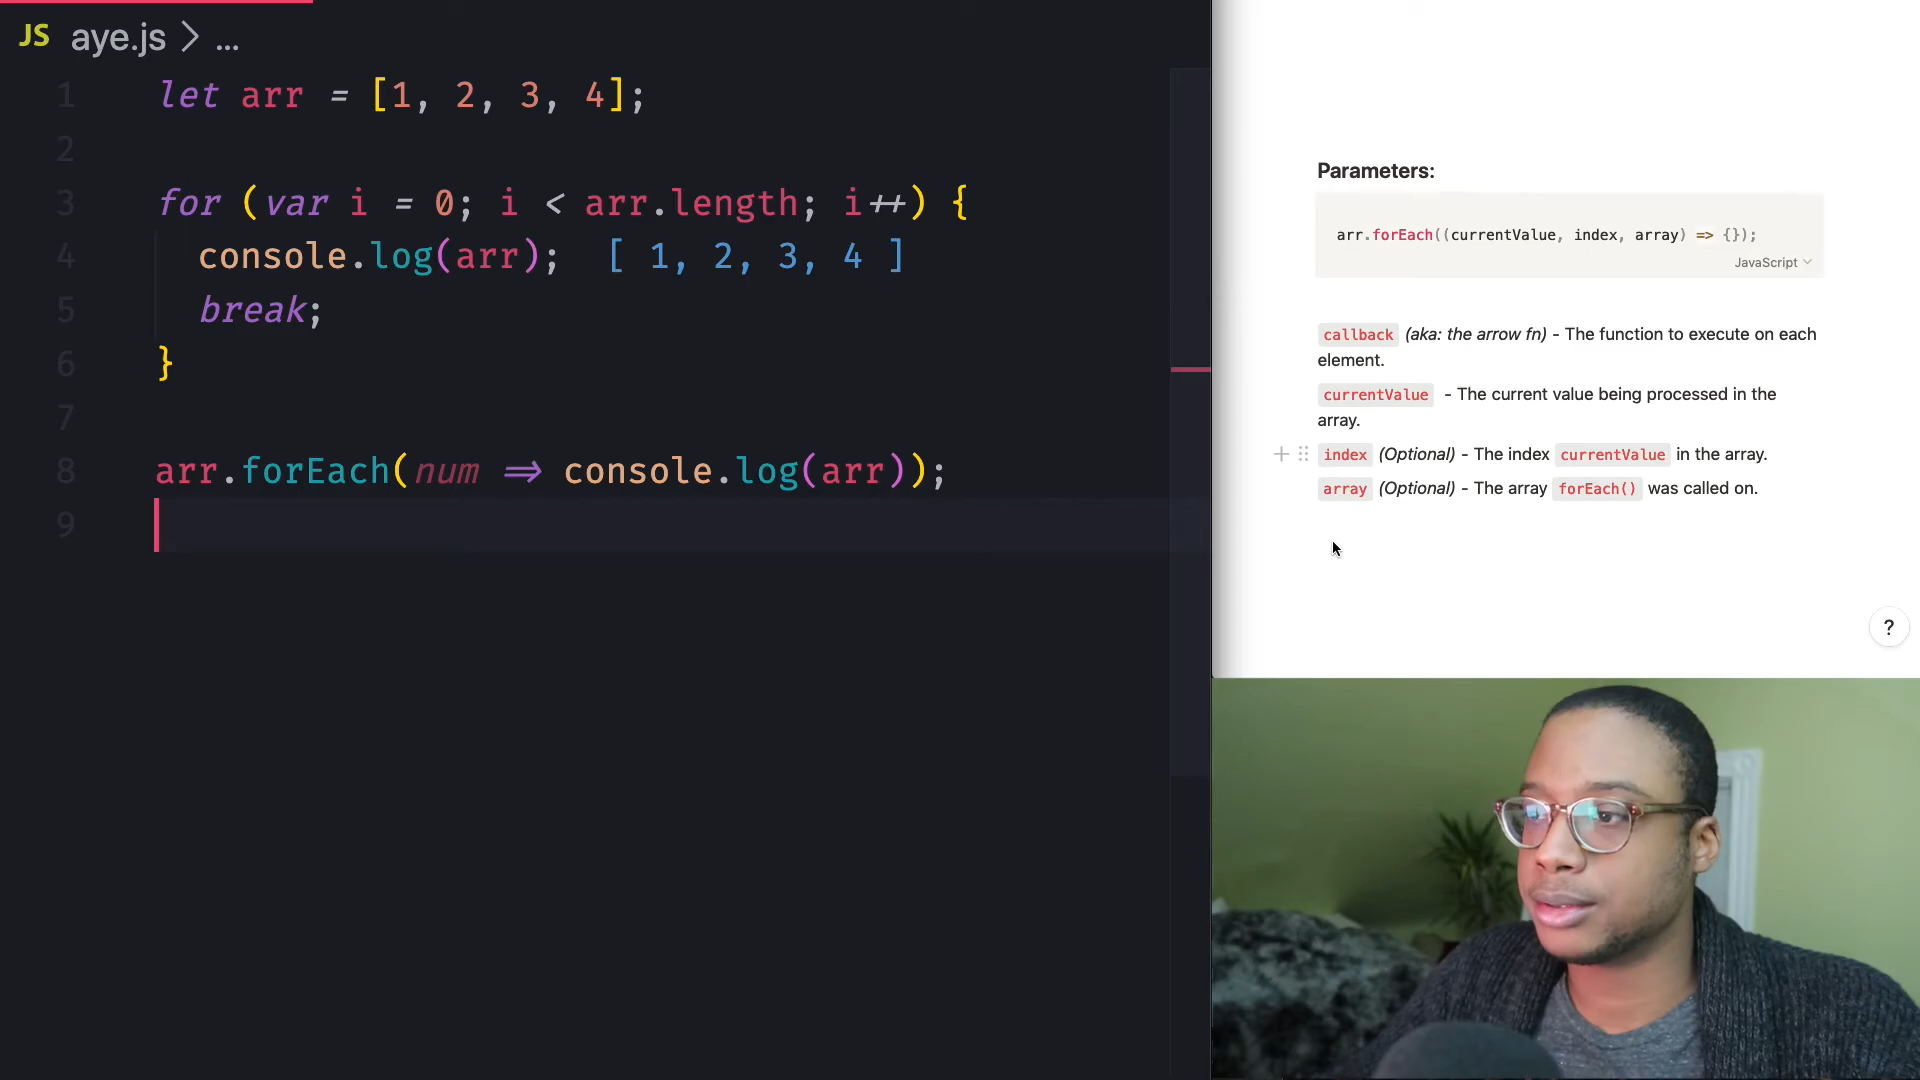 JS aye.js > ...
1 let arr = [1, 2, 3, 4];
2
3 for (var i = 0; i < arr.length; i++) {
4 console.log(arr); [ 1, 2, 3, 4 ]
5 break;
6 }
7
8 arr.forEach(num => console.log(arr));
9
Parameters:
arr.forEach((currentValue, index, array) => {});
JavaScript
callback (aka: the arrow fn) - The function to execute on each
element.
currentValue - The current value being processed in the
array.
index (Optional) - The index currentValue in the array.
array (Optional) - The array forEach() was called on.
?